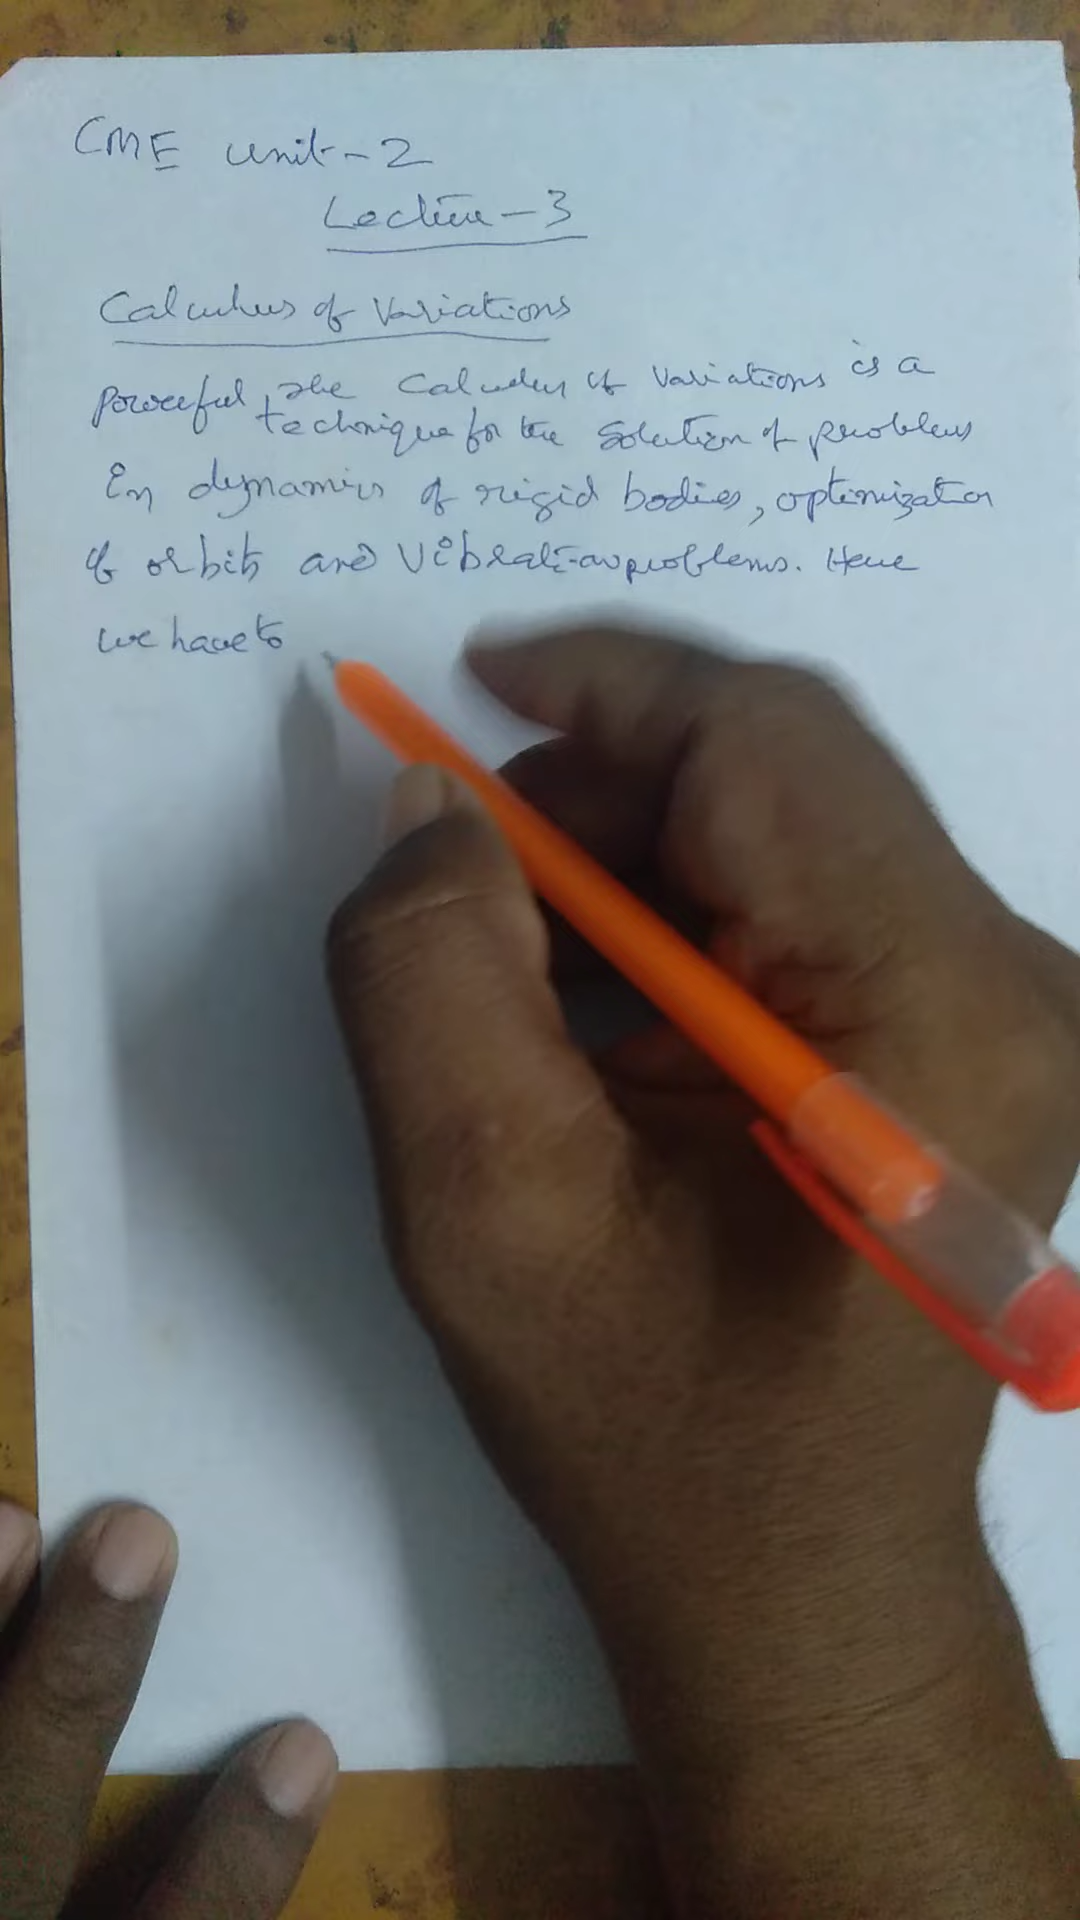 CME Unit-2
Lecture-3
Calculus of Variations
Powerful, The Calculus of Variations is a
technique for the Solution of problems
In dynamics of rigid bodies, optimization
of orbits and Vibration problems. Here
we have to